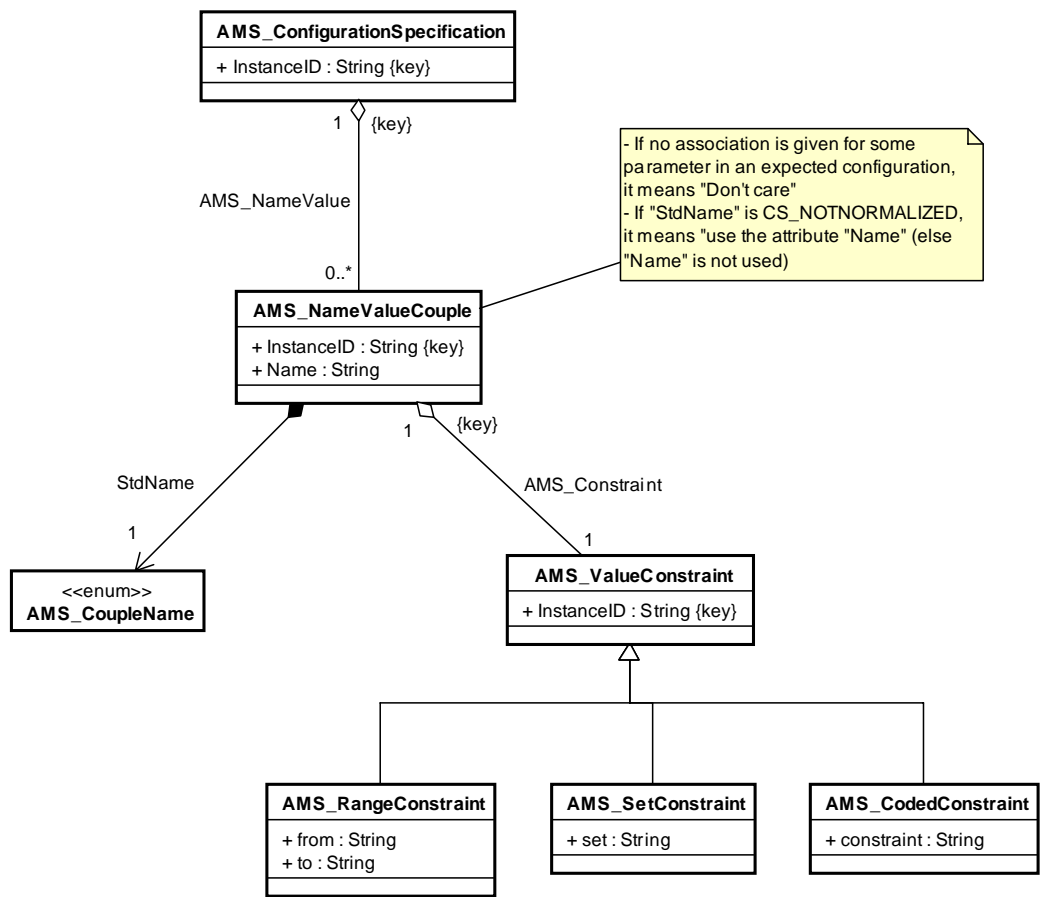 AMS_ConfigurationSpecification
+ InstanceID : String {key}
1
{key}
- If no association is given for some
parameter in an expected configuration,
it means "Don't care"
- If "StdName" is CS_NOTNORMALIZED,
it means "use the attribute "Name" (else
"Name" is not used)
AMS_NameValue
0..*
AMS_NameValueCouple
+ InstanceID : String {key}
+ Name : String
1
{key}
StdName
AMS_Constraint
1
1
<<enum>>
AMS_CoupleName
AMS_ValueConstraint
+ InstanceID : String {key}
AMS_RangeConstraint
+ from : String
+ to : String
AMS_SetConstraint
+ set : String
AMS_CodedConstraint
+ constraint : String